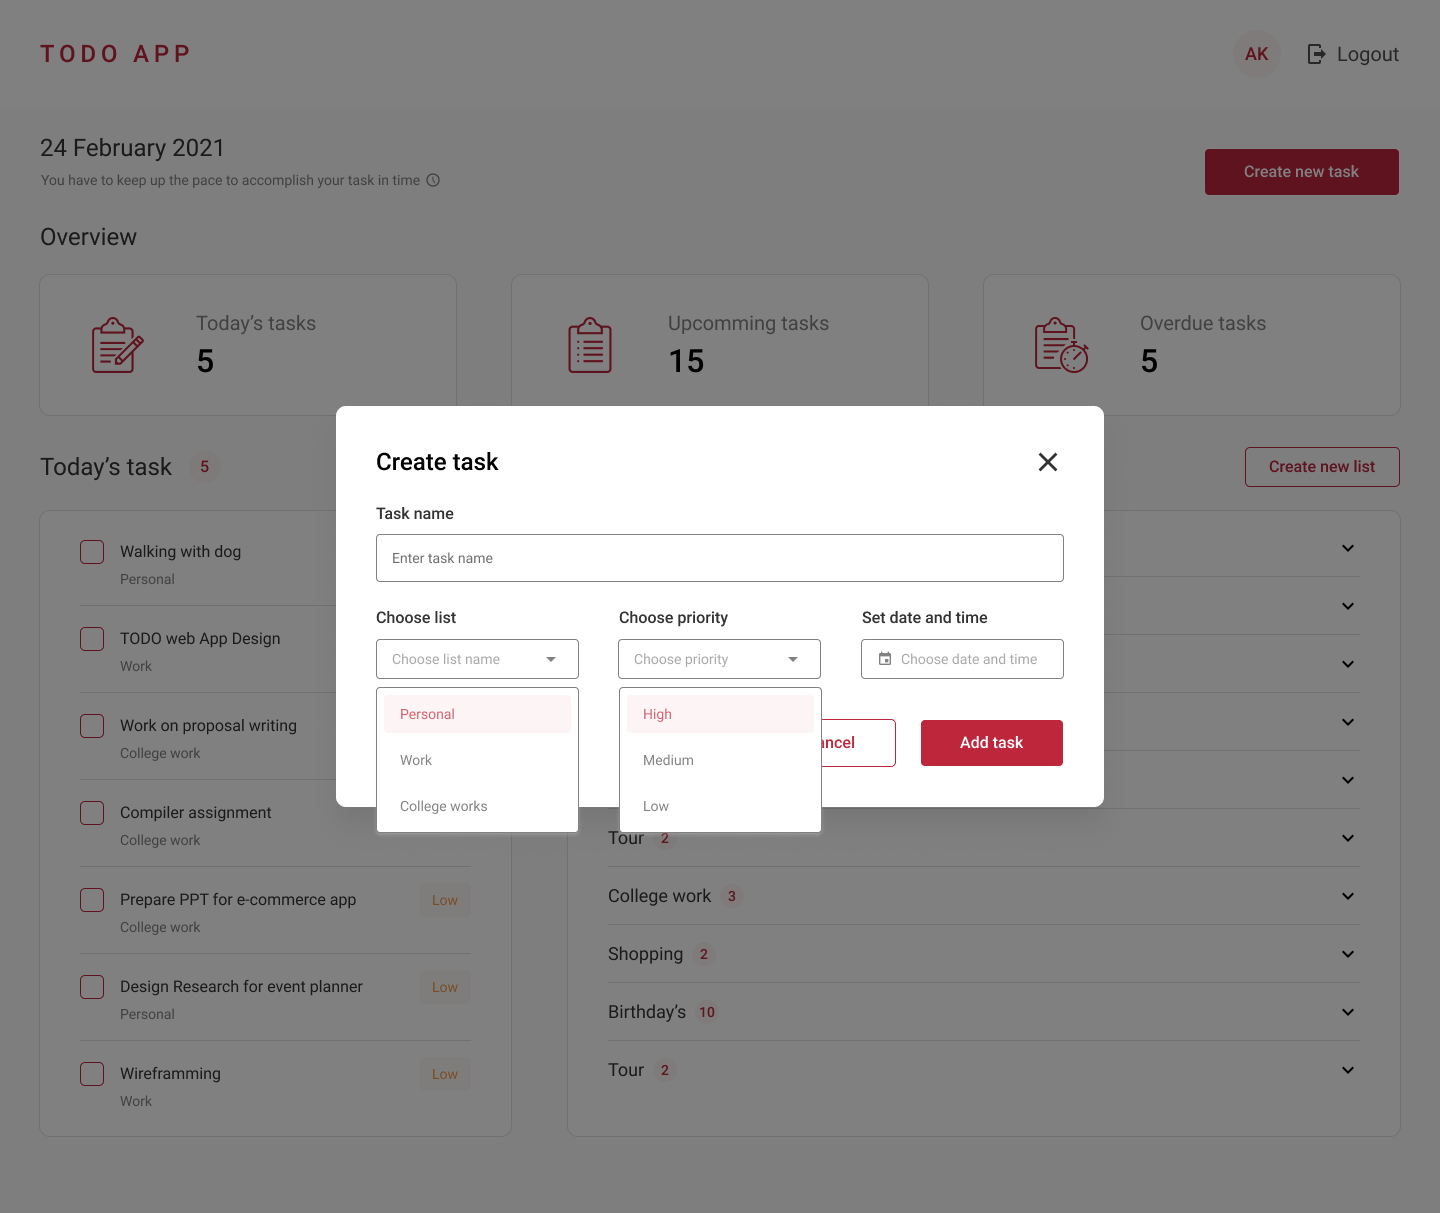 TODO APP
AK
Logout
24 February 2021
You have to keep up the pace to accomplish your task in time
Create new task
Overview
Today's tasks
5
Upcomming tasks
15
Overdue tasks
5
Today's task 5
Create new list
Walking with dog
Personal
TODO web App Design
Work
Work on proposal writing
College work
Compiler assignment
College work
Prepare PPT for e-commerce app
Low
College work
Design Research for event planner
Low
Personal
Wireframming
Low
Work
Create task
Task name
Enter task name
Choose list
Choose list name
Personal
Work
College works
Choose priority
Choose priority
High
Medium
Low
Set date and time
Choose date and time
ancel
Add task
Tour 2
College work 3
Shopping 2
Birthday's 10
Tour 2